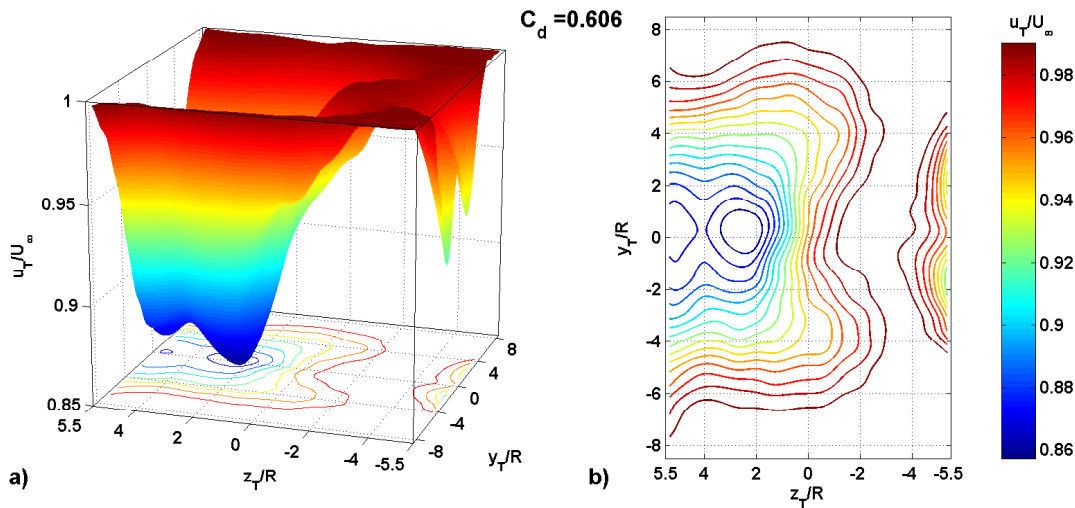 C_d =0.606
u_T/U_∞
1
0.95
0.9
0.85
5.5 4 2 0 -2 -4 -5.5
z_T/R
-8 -4 0 4 8
y_T/R
a)
8 6 4 2 0 -2 -4 -6 -8
y_T/R
5.5 4 2 0 -2 -4 -5.5
z_T/R
b)
u_T/U_∞
0.98
0.96
0.94
0.92
0.9
0.88
0.86